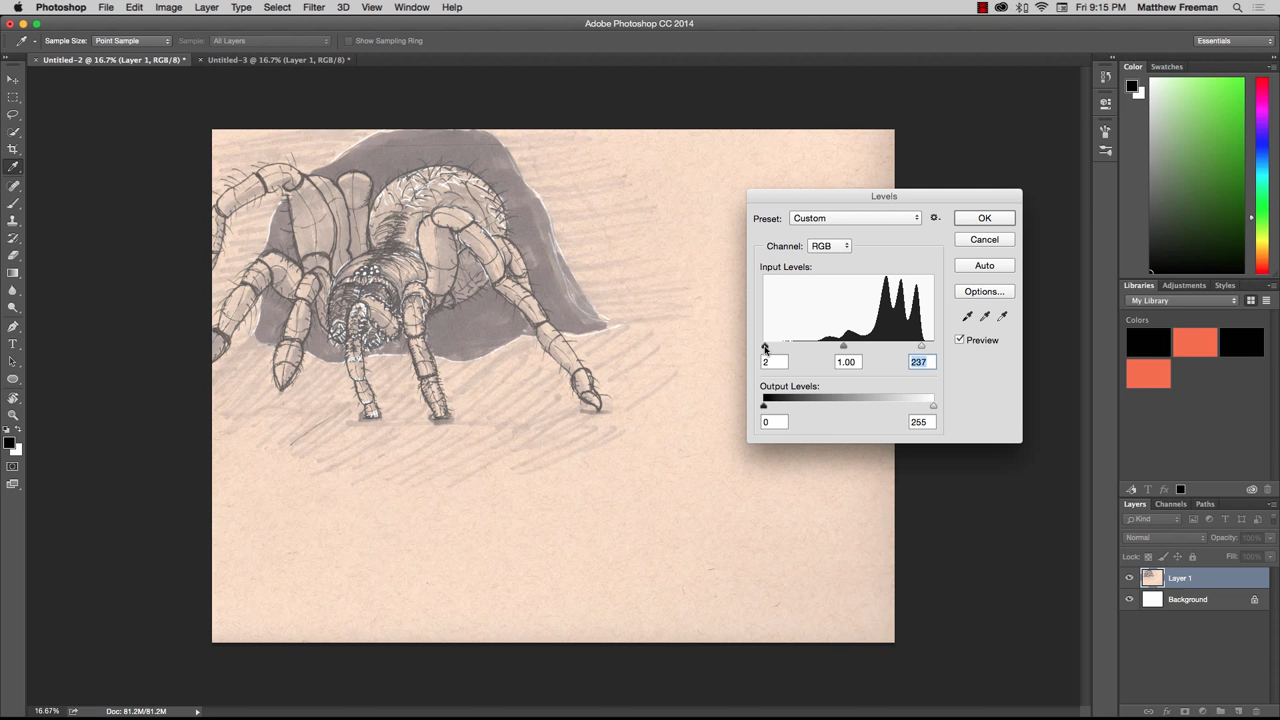 Photoshop File Edit Image Layer Type Select Filter 3D View Window Help Fri 9:15 PM Matthew Freeman
Adobe Photoshop CC 2014
Sample Size: Point Sample Sample: All Layers Show Sampling Ring Essentials
Untitled-2 @ 16.7% (Layer 1, RGB/8) * Untitled-3 @ 16.7% (Layer 1, RGB/8) *
Color Swatches
Levels
Preset: Custom OK
Channel: RGB Cancel
Input Levels: Auto
Options...
Preview
2 1.00 237
Output Levels:
0 255
Libraries Adjustments Styles
My Library
Colors
Layers Channels Paths
Kind
Normal Opacity: 100%
Lock: Fill: 100%
Layer 1
Background
16.67% Doc: 81.2M/81.2M